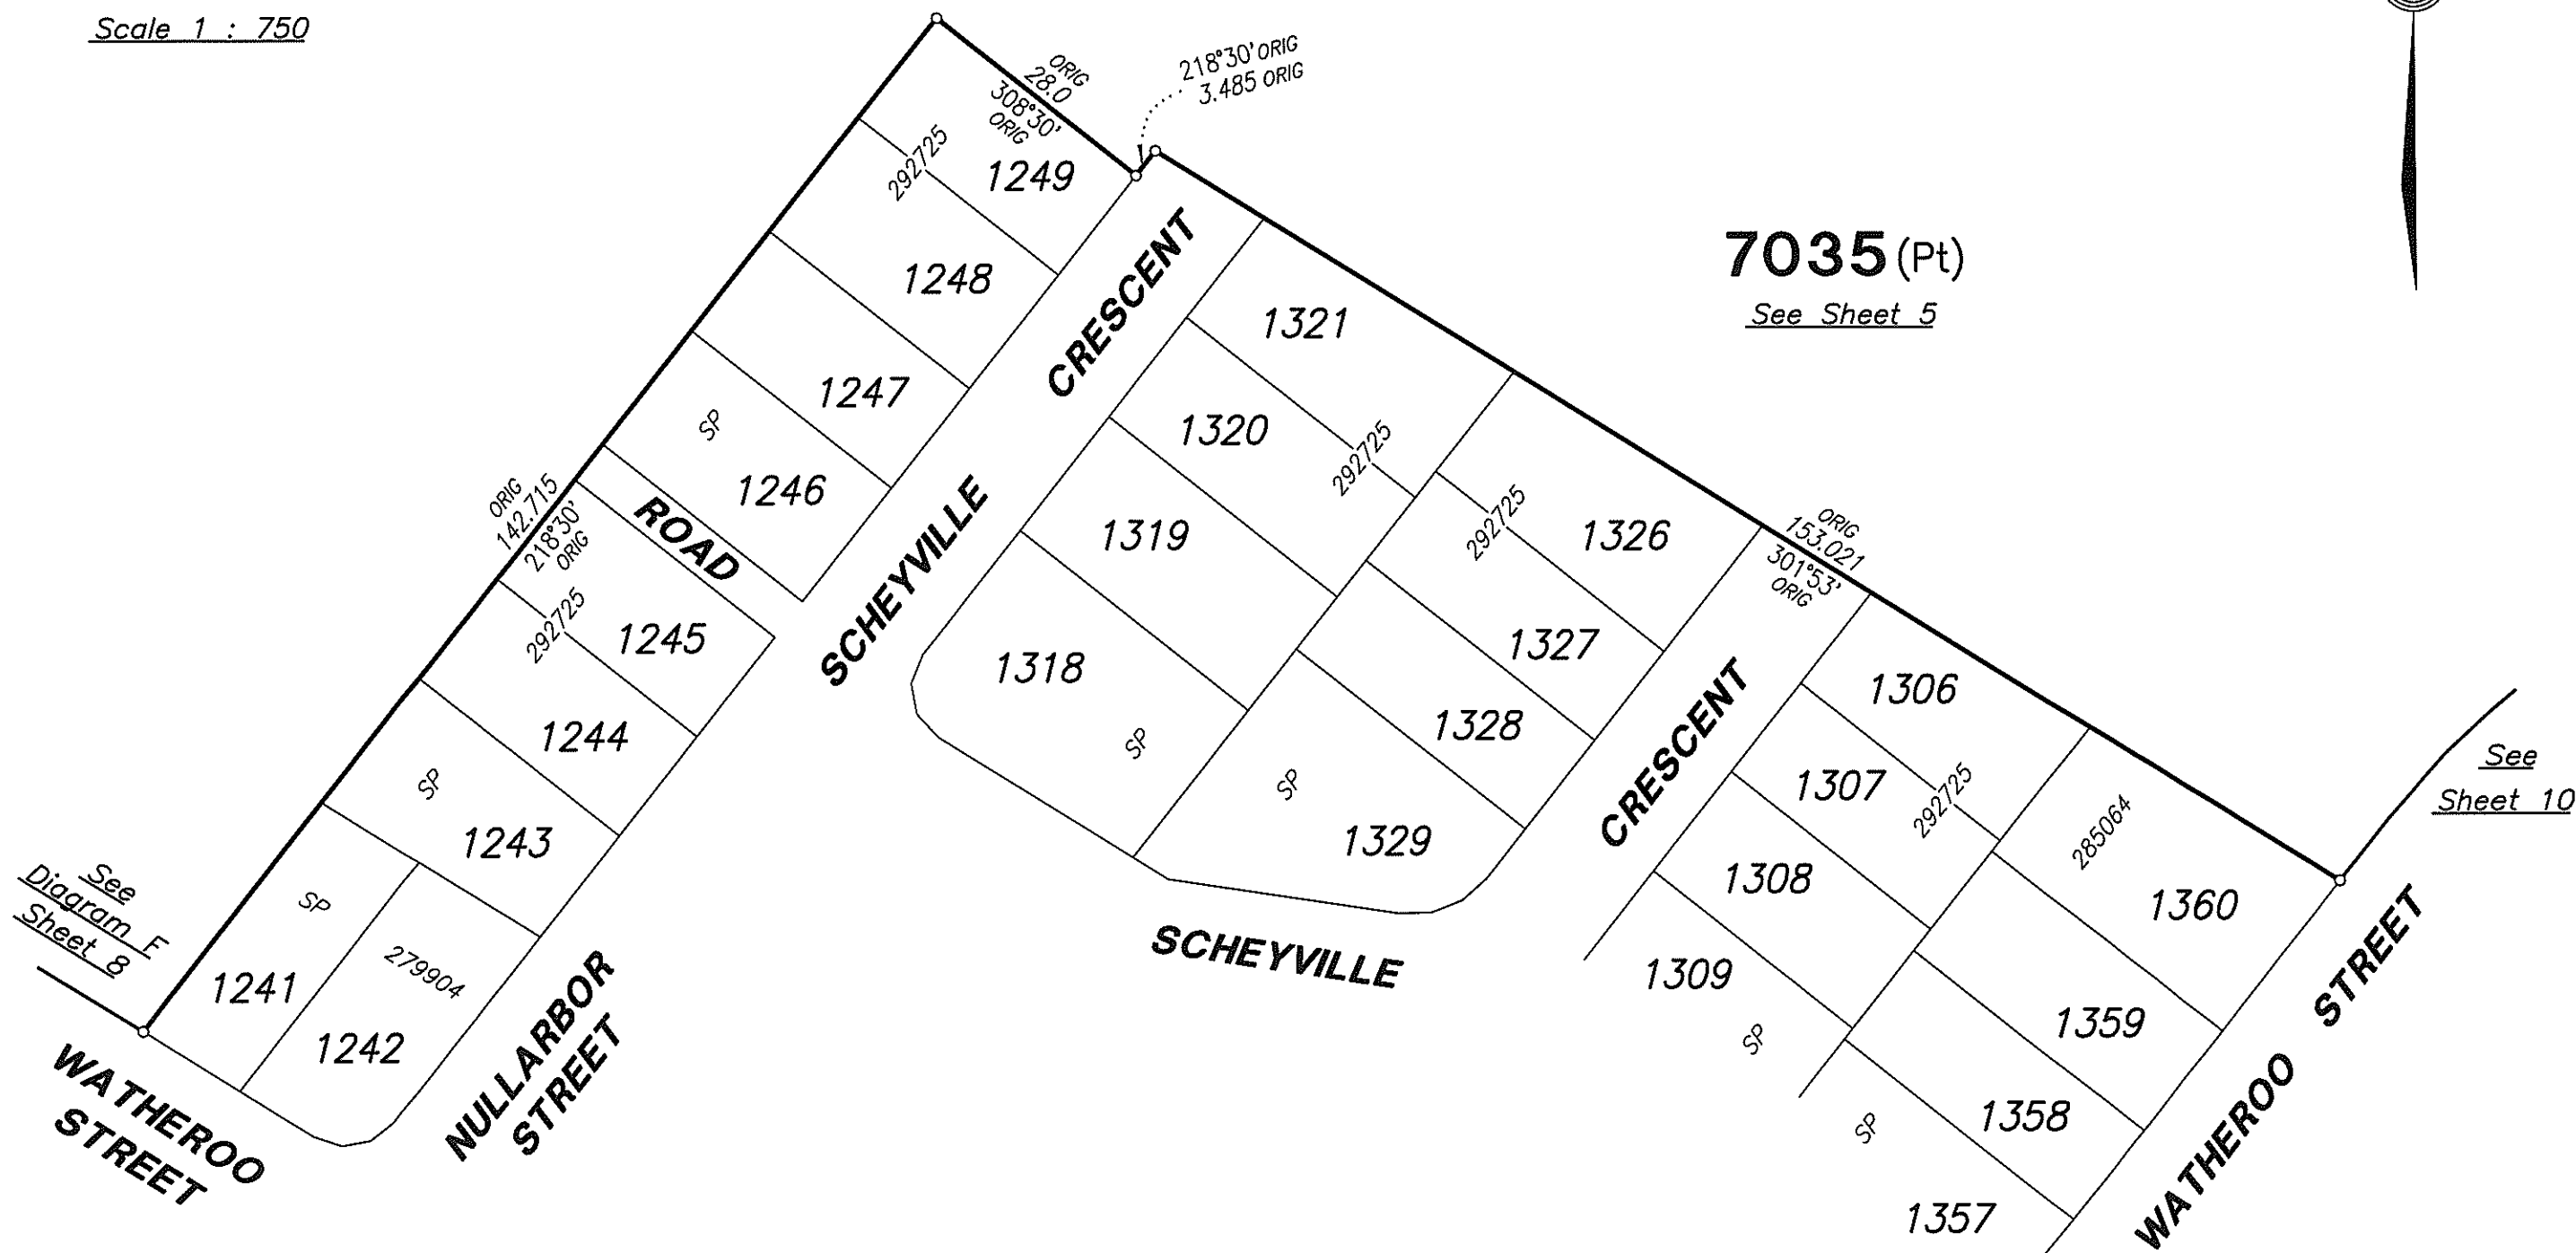 Scale 1 : 750
ORIG
28.0
308°30'
ORIG
218°30' ORIG
3.485 ORIG
292725
1249
1248
1247
SP
1246
CRESCENT
SCHEYVILLE
7035 (Pt)
See Sheet 5
1321
1320
292725
1319
1318
SP
292725
1326
1327
1328
SP
1329
ORIG
153.021
301°53'
ORIG
ORIG
142.715
218°30'
ORIG
ROAD
292725
1245
1244
SP
1243
See
Diagram F
Sheet 8
SP
1241
279904
1242
WATHEROO
STREET
NULLARBOR
STREET
SCHEYVILLE
CRESCENT
1306
1307
292725
1308
1309
SP
285064
1360
1359
1358
SP
1357
See
Sheet 10
WATHEROO STREET